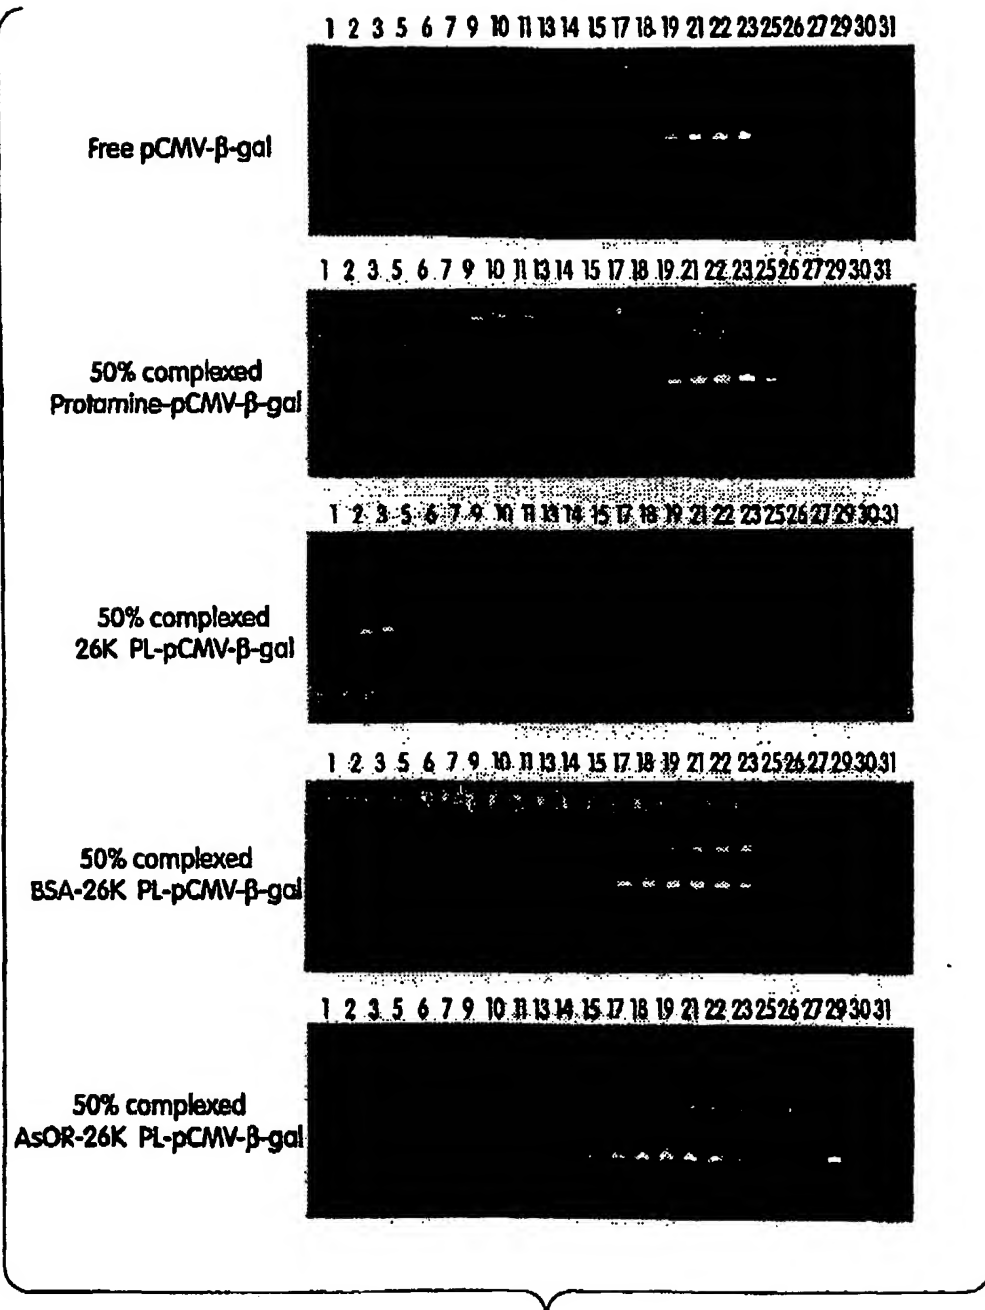 1 2 3 5 6 7 9 10 11 13 14 15 17 18 19 21 22 23 25 26 27 29 30 31
Free pCMV-β-gal
1 2 3 5 6 7 9 10 11 13 14 15 17 18 19 21 22 23 25 26 27 29 30 31
50% complexed
Protamine-pCMV-β-gal
1 2 3 5 6 7 9 10 11 13 14 15 17 18 19 21 22 23 25 26 27 29 30 31
50% complexed
26K PL-pCMV-β-gal
1 2 3 5 6 7 9 10 11 13 14 15 17 18 19 21 22 23 25 26 27 29 30 31
50% complexed
BSA-26K PL-pCMV-β-gal
1 2 3 5 6 7 9 10 11 13 14 15 17 18 19 21 22 23 25 26 27 29 30 31
50% complexed
AsOR-26K PL-pCMV-β-gal